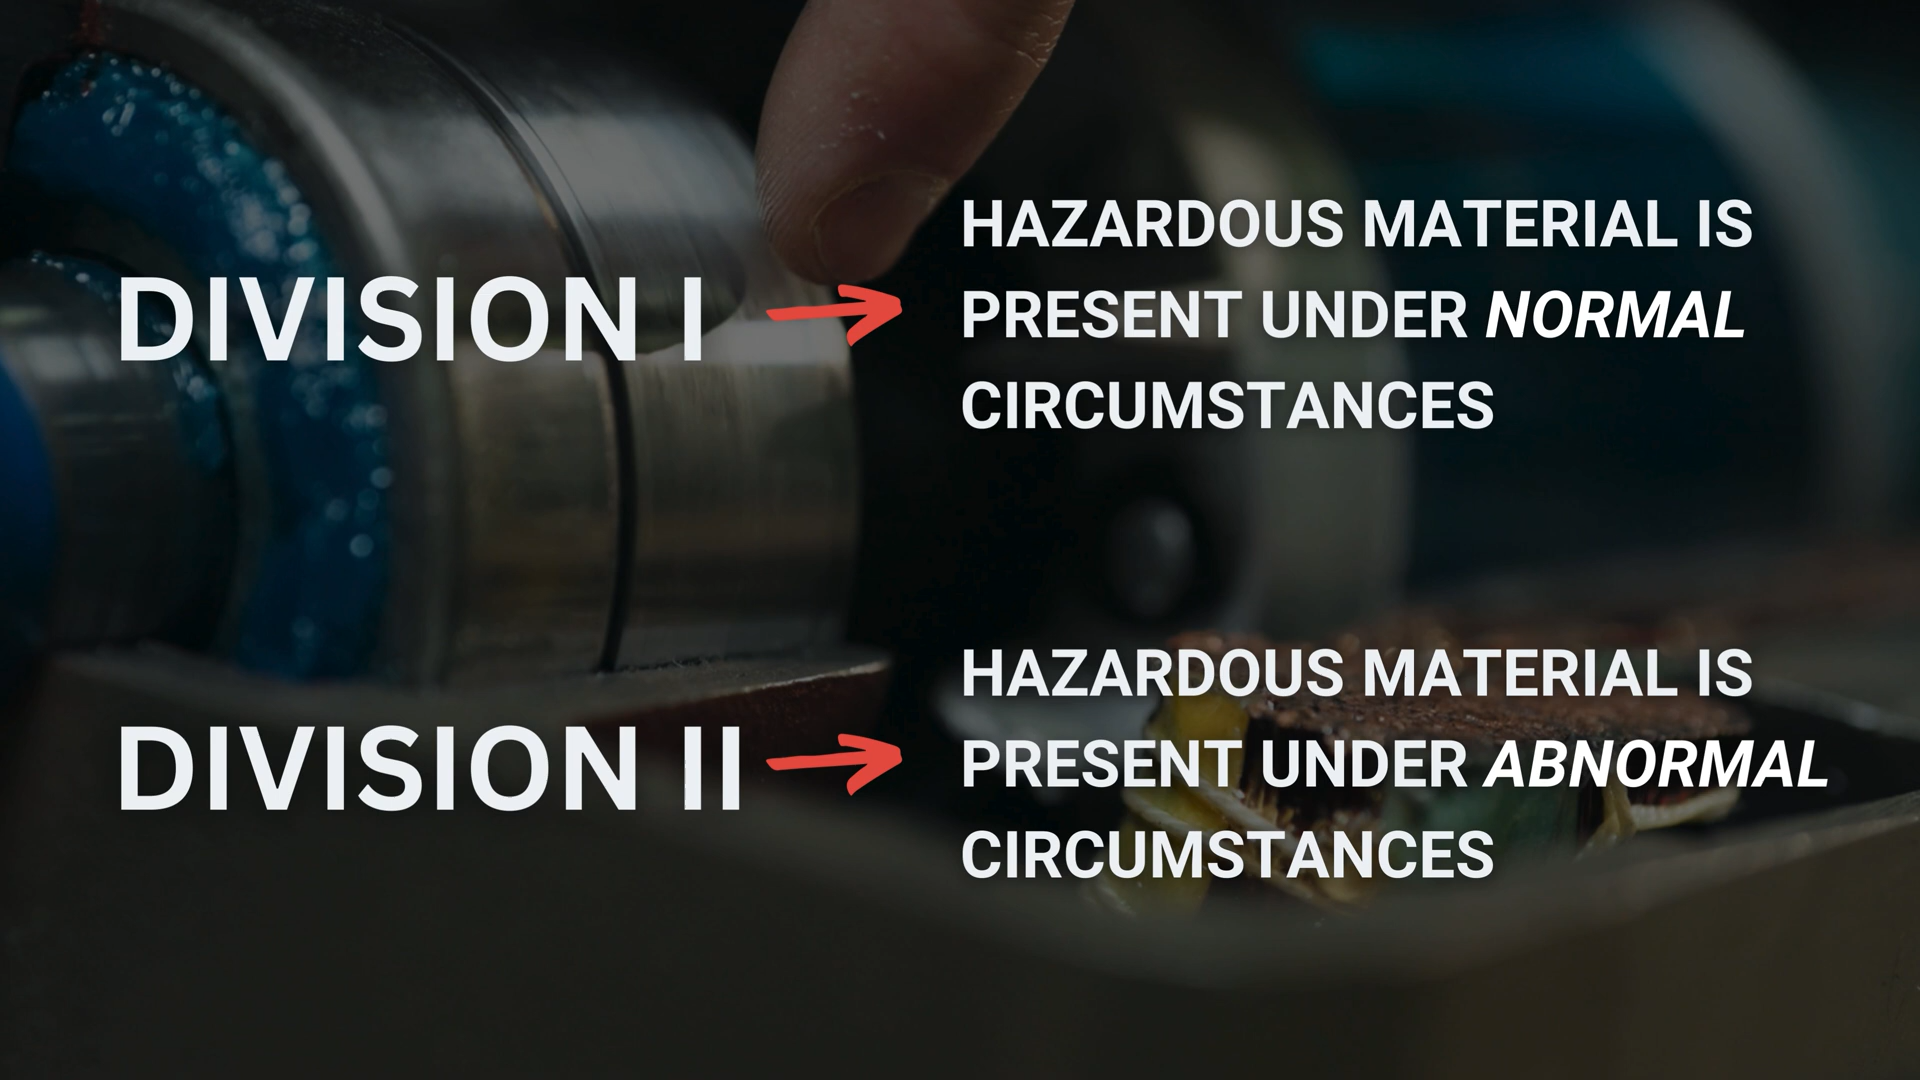 DIVISION I
HAZARDOUS MATERIAL IS
PRESENT UNDER NORMAL
CIRCUMSTANCES
DIVISION II
HAZARDOUS MATERIAL IS
PRESENT UNDER ABNORMAL
CIRCUMSTANCES